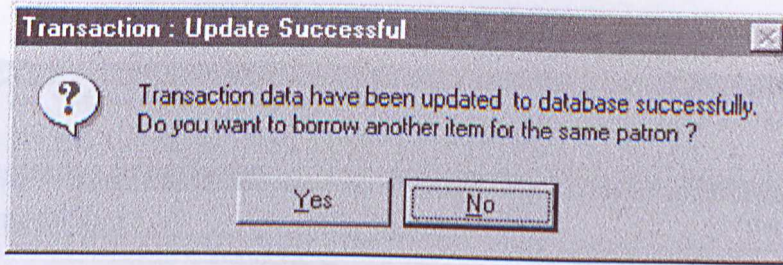 Transaction : Update Successful
?
Transaction data have been updated to database successfully.
Do you want to borrow another item for the same patron ?
Yes No